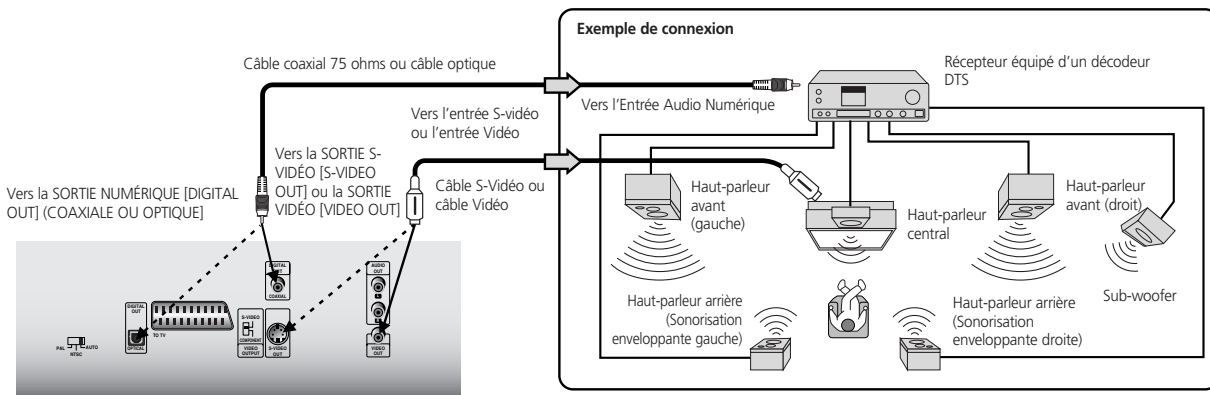 Exemple de connexion
Câble coaxial 75 ohms ou câble optique
Récepteur équipé d'un décodeur
DTS
Vers l'Entrée Audio Numérique
Vers l'entrée S-vidéo
ou l'entrée Vidéo
Vers la SORTIE S-
VIDÉO [S-VIDEO
OUT] ou la SORTIE
VIDÉO [VIDEO OUT]
Câble S-Vidéo ou
câble Vidéo
Vers la SORTIE NUMÉRIQUE [DIGITAL
OUT] (COAXIALE OU OPTIQUE]
Haut-parleur
avant
(gauche)
Haut-parleur
central
Haut-parleur
avant (droit)
Sub-woofer
Haut-parleur arrière
(Sonorisation
enveloppante gauche)
Haut-parleur arrière
(Sonorisation
enveloppante droite)
DIGITAL
OUT
COAXIAL
AUDIO
OUT
L
DIGITAL
OUT
OPTICAL
TO TV
PAL
AUTO
NTSC
S-VIDEO
COMPONENT
VIDEO
OUTPUT
S-VIDEO
OUT
VIDEO
OUT